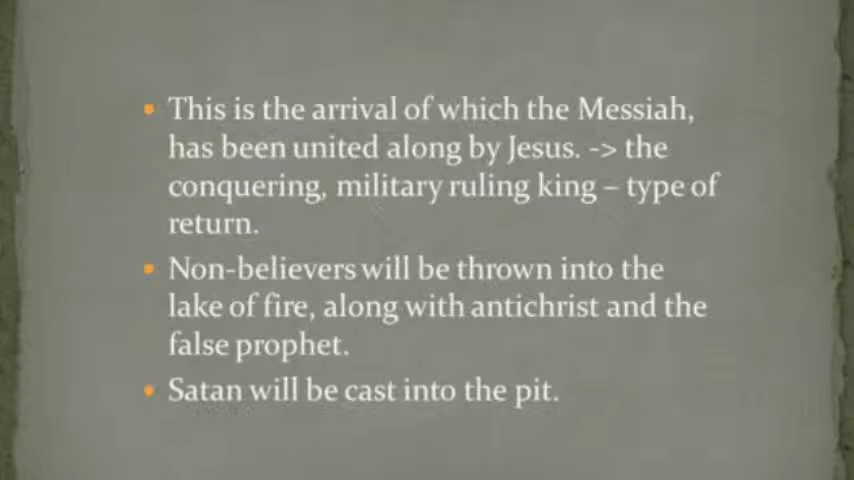 • This is the arrival of which the Messiah,
has been united along by Jesus. -> the
conquering, military ruling king – type of
return.
• Non-believers will be thrown into the
lake of fire, along with antichrist and the
false prophet.
• Satan will be cast into the pit.